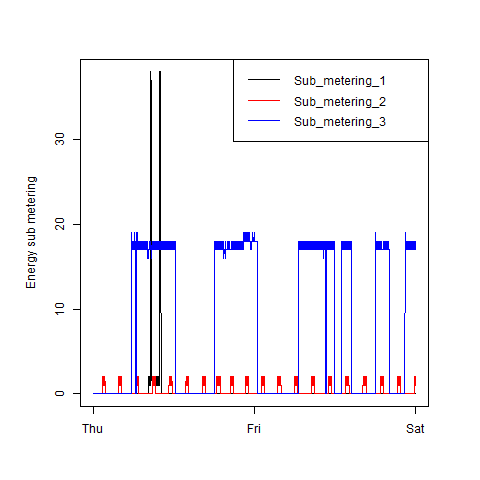 Sub_metering_1
Sub_metering_2
Sub_metering_3
Energy sub metering
30
20
10
0
Thu Fri Sat